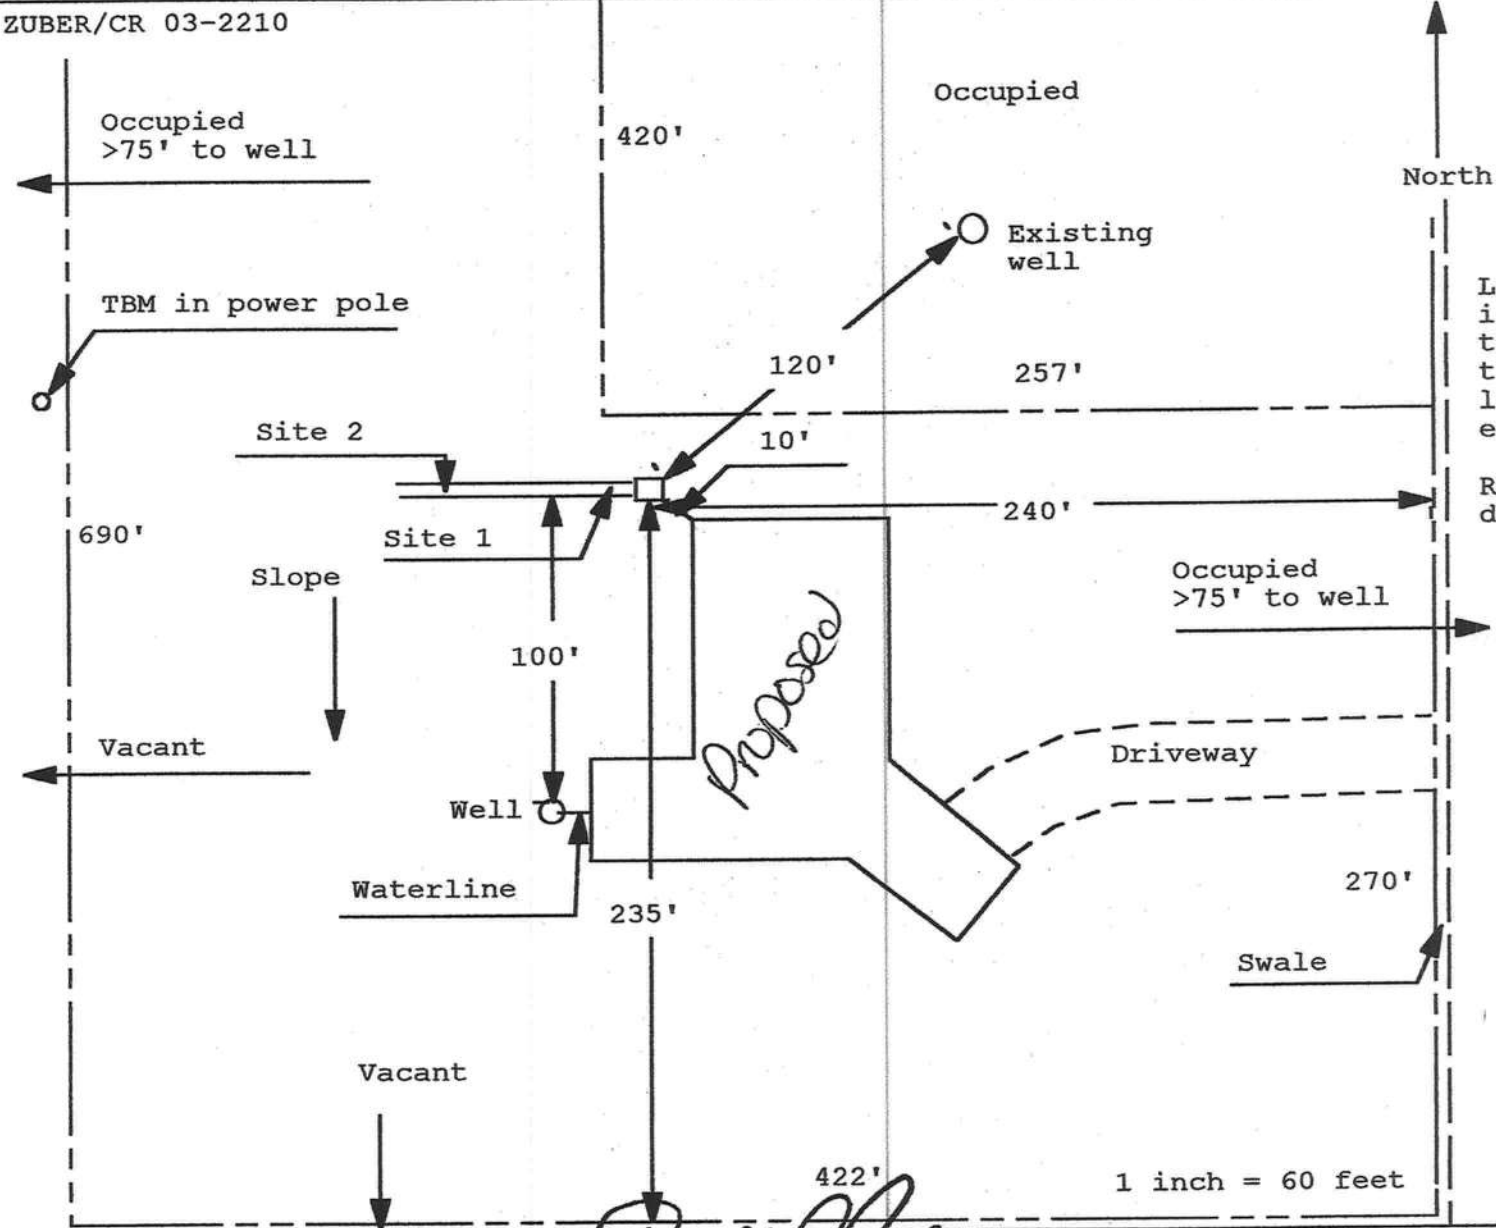 ZUBER/CR 03-2210
Occupied
>75' to well
420'
Occupied
North
Existing
well
TBM in power pole
120'
257'
Little Rd
Site 2
10'
690'
Site 1
240'
Slope
Occupied
>75' to well
100'
Proposed
Vacant
Driveway
Well
Waterline
235'
270'
Swale
Vacant
422'
1 inch = 60 feet